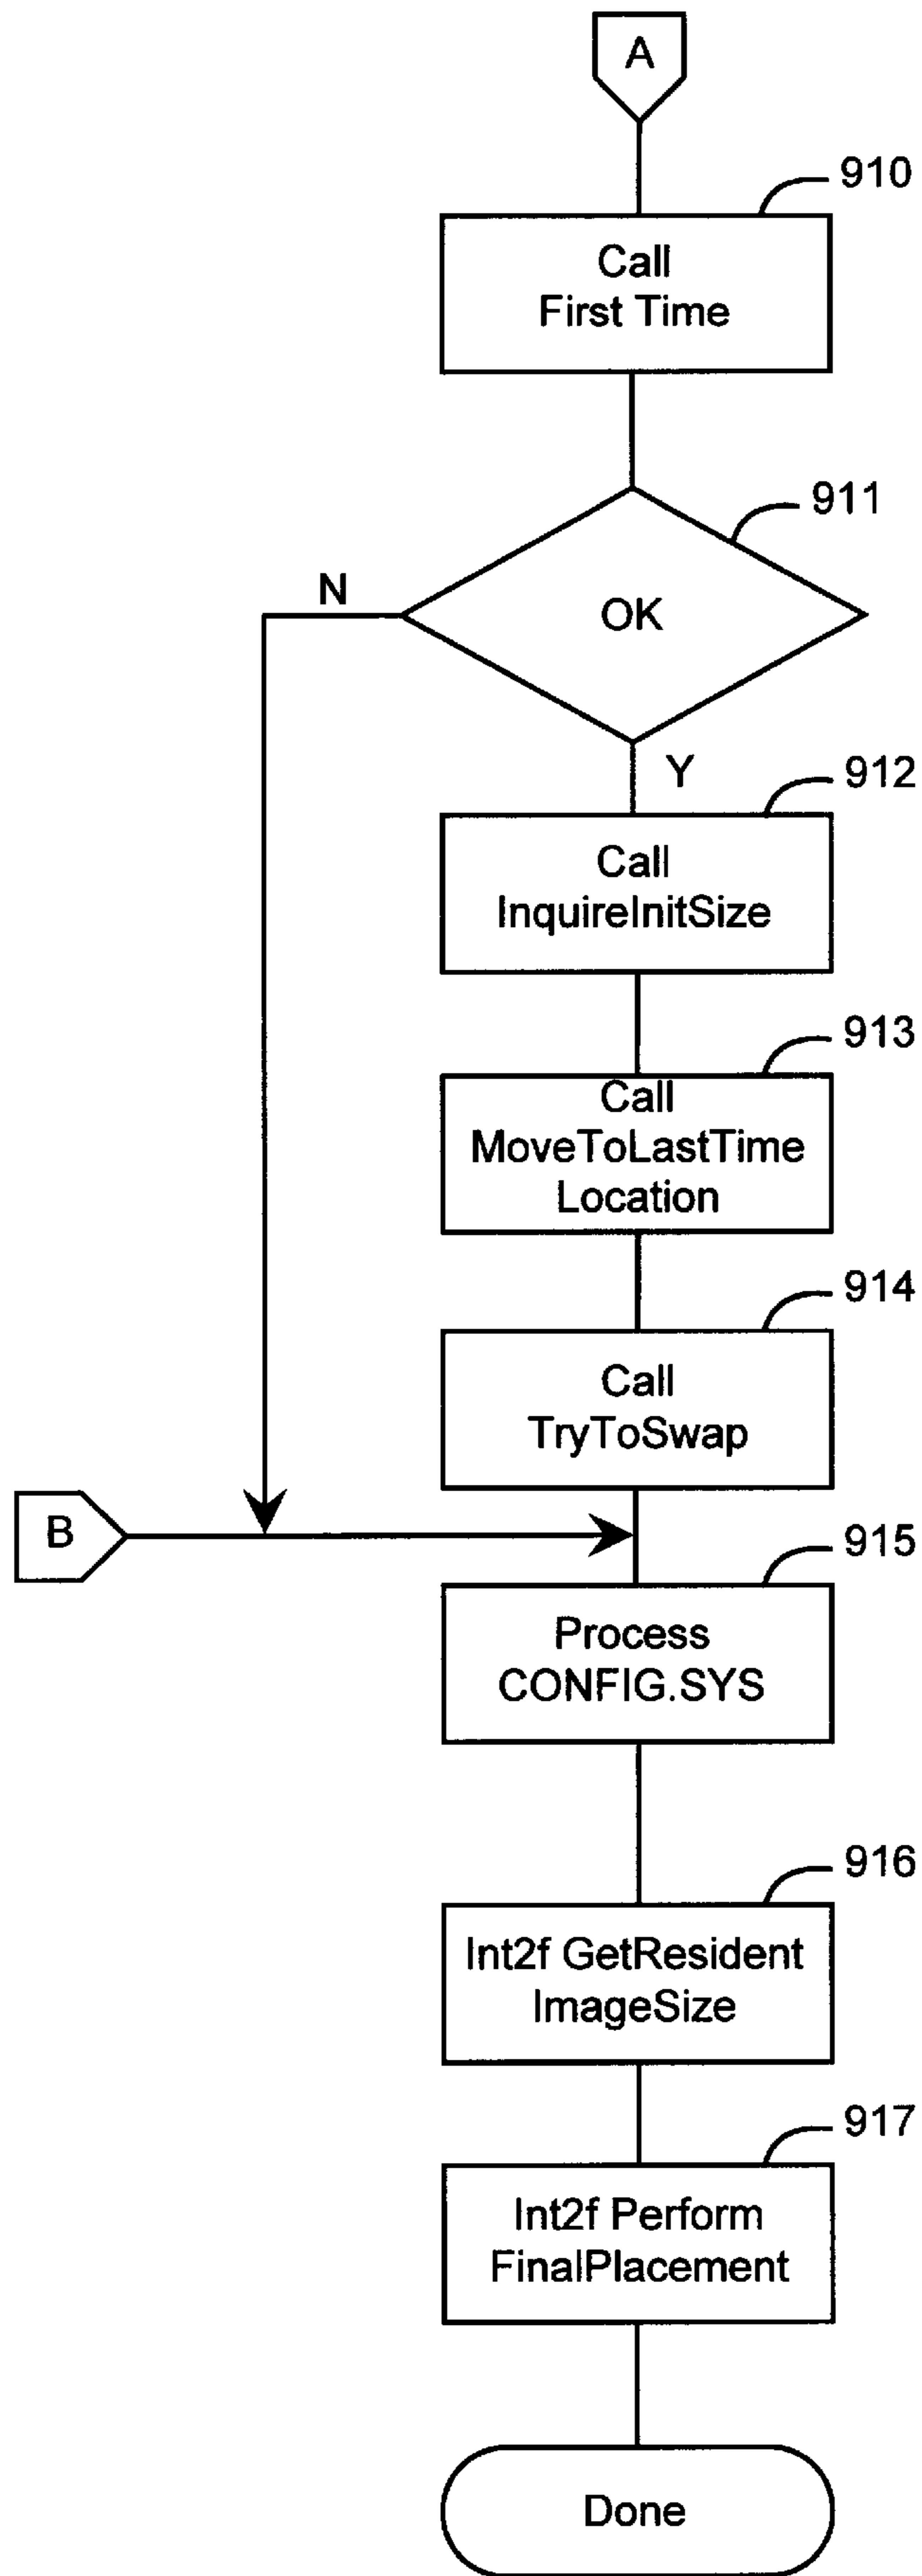 A
910
Call
First Time
911
N
OK
Y
912
Call
InquireInitSize
913
Call
MoveToLastTime
Location
914
Call
TryToSwap
B
915
Process
CONFIG.SYS
916
Int2f GetResident
ImageSize
917
Int2f Perform
FinalPlacement
Done